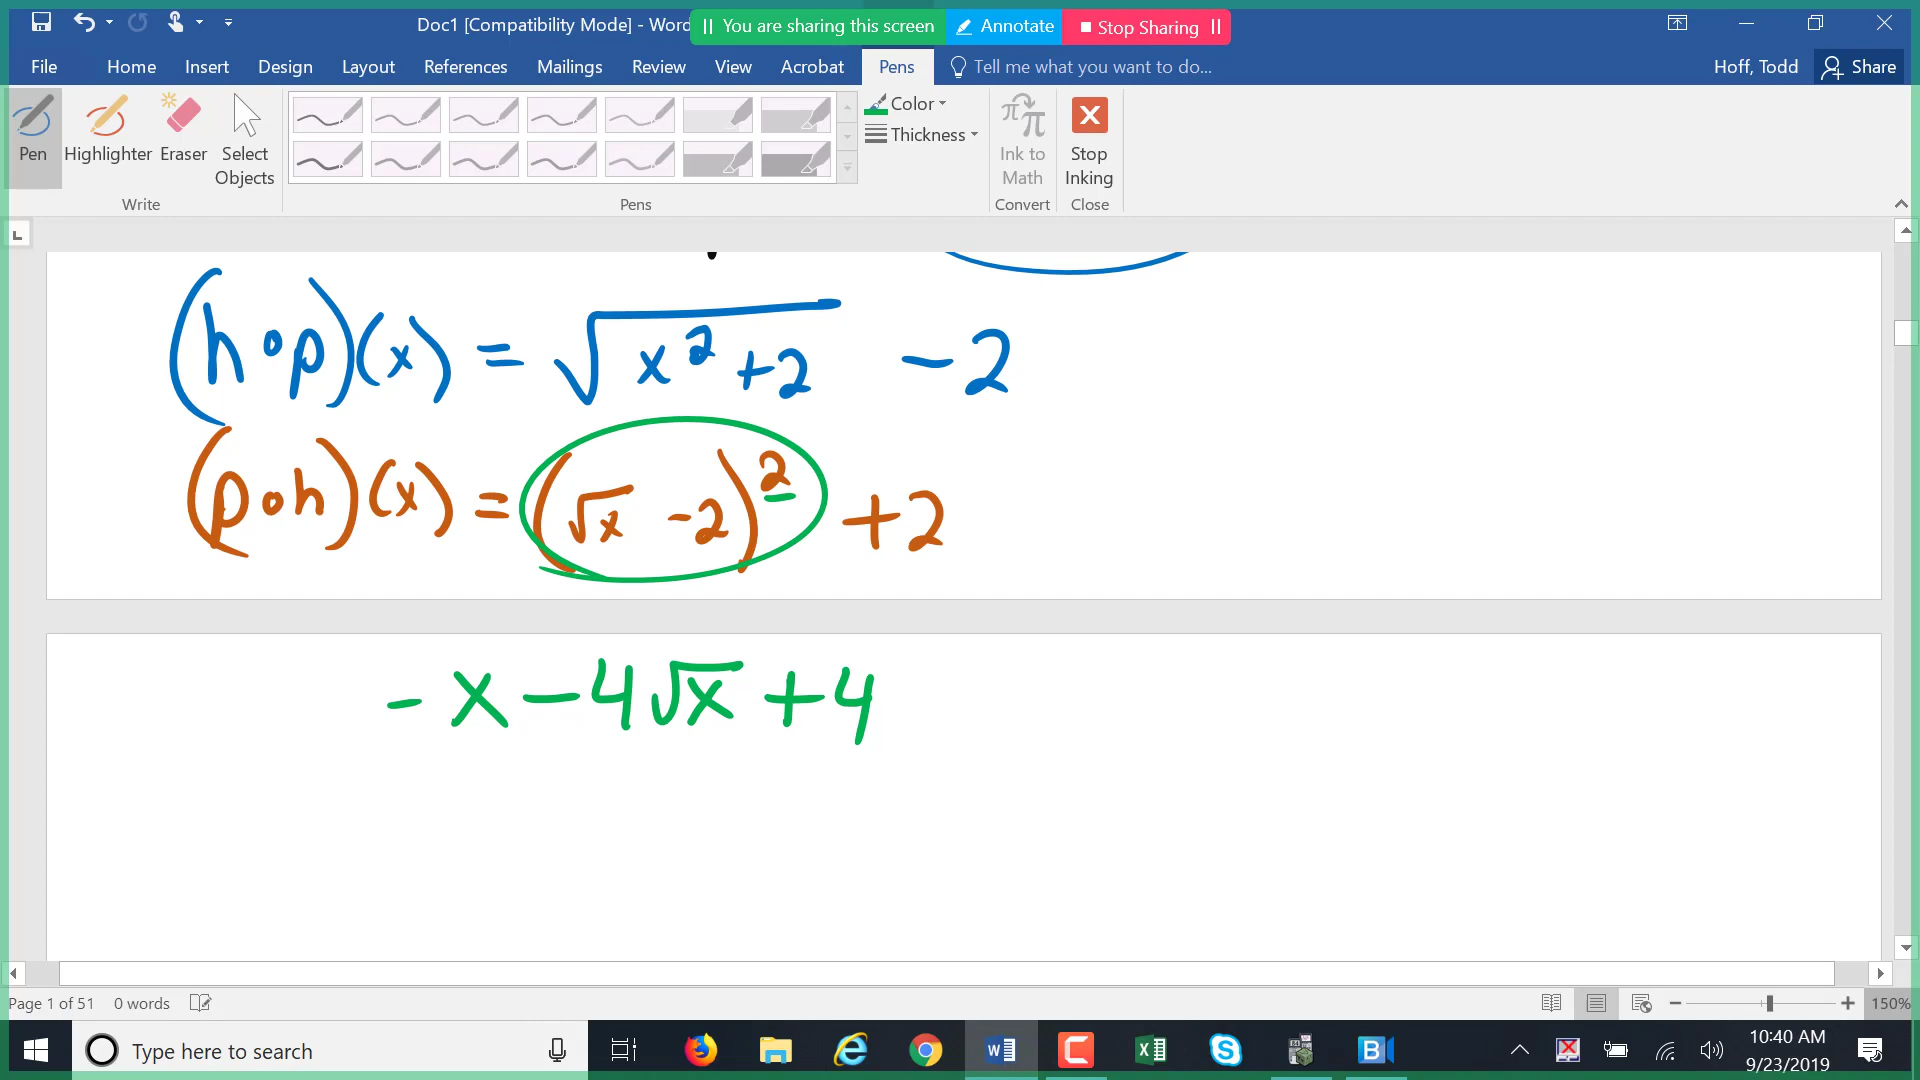 Doc1 [Compatibility Mode] - Word
You are sharing this screen
Annotate
Stop Sharing
File Home Insert Design Layout References Mailings Review View Acrobat Pens Tell me what you want to do... Hoff, Todd Share
Pen Highlighter Eraser Select Objects
Color
Thickness
Ink to Math
Stop Inking
Write Pens Convert Close
(h∘p)(x) = √(x² + 2) - 2
(p∘h)(x) = (√x - 2)² + 2
- x - 4√x + 4
Page 1 of 51 0 words 150%
Type here to search
10:40 AM
9/23/2019